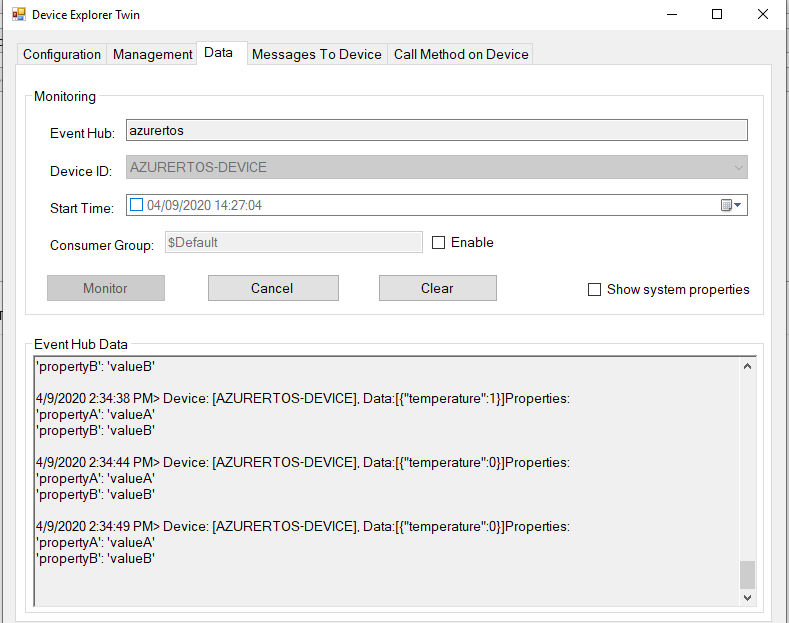 Device Explorer Twin
Configuration Management Data Messages To Device Call Method on Device
Monitoring
Event Hub: azurertos
Device ID: AZURERTOS-DEVICE
Start Time: 04/09/2020 14:27:04
Consumer Group: $Default Enable
Monitor Cancel Clear Show system properties
Event Hub Data
'propertyB': 'valueB'
4/9/2020 2:34:38 PM> Device: [AZURERTOS-DEVICE], Data:[{"temperature":1}]Properties:
'propertyA': 'valueA'
'propertyB': 'valueB'
4/9/2020 2:34:44 PM> Device: [AZURERTOS-DEVICE], Data:[{"temperature":0}]Properties:
'propertyA': 'valueA'
'propertyB': 'valueB'
4/9/2020 2:34:49 PM> Device: [AZURERTOS-DEVICE], Data:[{"temperature":0}]Properties:
'propertyA': 'valueA'
'propertyB': 'valueB'